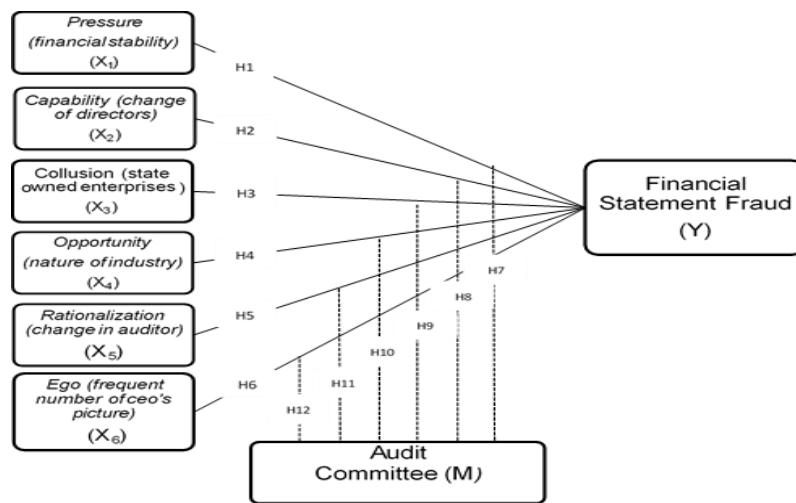 Pressure
(financial stability)
(X₁)
Capability (change
of directors)
(X₂)
Collusion (state
owned enterprises)
(X₃)
Opportunity
(nature of industry)
(X₄)
Rationalization
(change in auditor)
(X₅)
Ego (frequent
number of ceo's
picture)
(X₆)
H1
H2
H3
H4
H5
H6
H7
H8
H9
H10
H11
H12
Financial
Statement Fraud
(Y)
Audit
Committee (M)